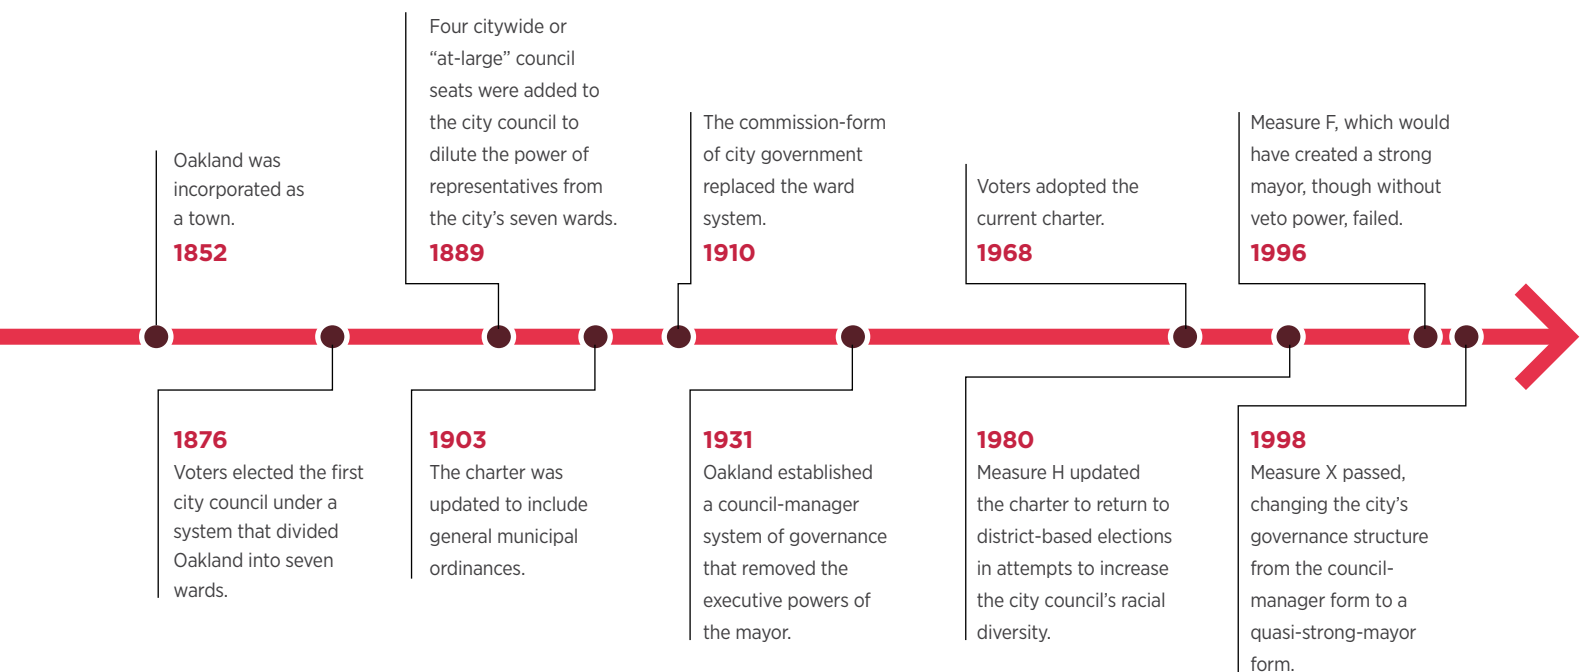 Oakland was
incorporated as
a town.
1852
1876
Voters elected the first
city council under a
system that divided
Oakland into seven
wards.
Four citywide or
“at-large” council
seats were added to
the city council to
dilute the power of
representatives from
the city’s seven wards.
1889
1903
The charter was
updated to include
general municipal
ordinances.
The commission-form
of city government
replaced the ward
system.
1910
1931
Oakland established
a council-manager
system of governance
that removed the
executive powers of
the mayor.
Voters adopted the
current charter.
1968
1980
Measure H updated
the charter to return to
district-based elections
in attempts to increase
the city council’s racial
diversity.
Measure F, which would
have created a strong
mayor, though without
veto power, failed.
1996
1998
Measure X passed,
changing the city’s
governance structure
from the council-
manager form to a
quasi-strong-mayor
form.